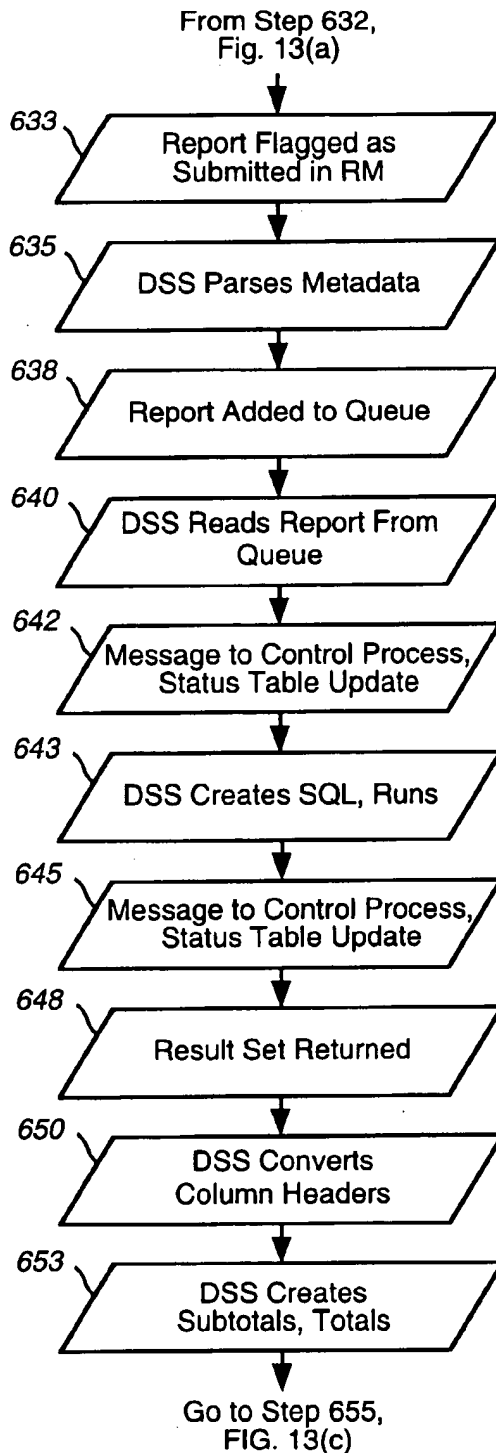 From Step 632,
Fig. 13(a)
633
Report Flagged as
Submitted in RM
635
DSS Parses Metadata
638
Report Added to Queue
640
DSS Reads Report From
Queue
642
Message to Control Process,
Status Table Update
643
DSS Creates SQL, Runs
645
Message to Control Process,
Status Table Update
648
Result Set Returned
650
DSS Converts
Column Headers
653
DSS Creates
Subtotals, Totals
Go to Step 655,
FIG. 13(c)